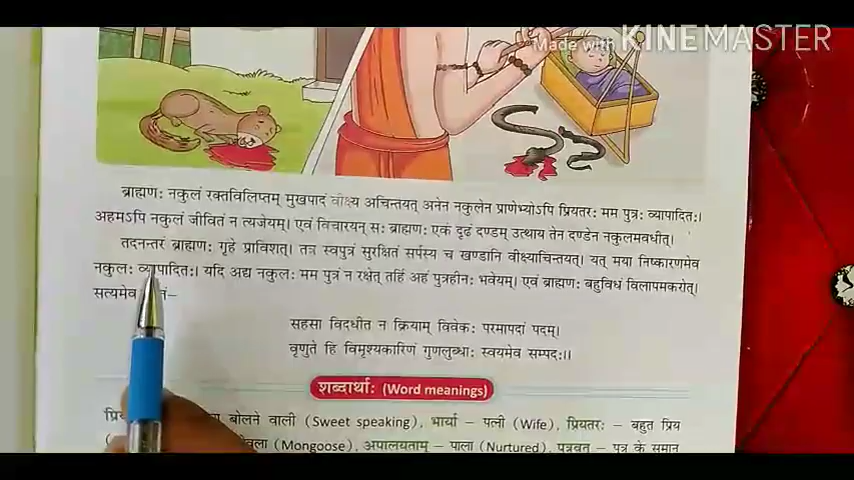 Made with KINEMASTER
ब्राह्मण: नकुलं रक्तविलिप्तम् मुखपादं वीक्ष्य अचिन्तयत् अनेन नकुलेन प्राणेभ्योऽपि प्रियतर: मम पुत्र: व्यापादित:।
अहमऽपि नकुलं जीवितं न त्यजेयम्। एवं विचारयन् स: ब्राह्मण: एकं दृढं दण्डम् उत्थाय तेन दण्डेन नकुलमवधीत्।
तदनन्तरं ब्राह्मण: गृहे प्राविशत्। तत्र स्वपुत्रं सुरक्षितं सर्पस्य च खण्डानि वीक्ष्याचिन्तयत्। यत् मया निष्कारणमेव
नकुल: व्यापादित:। यदि अद्य नकुल: मम पुत्रं न रक्षेत् तर्हि अहं पुत्रहीन: भवेयम्। एवं ब्राह्मण: बहुविधं विलापमकरोत्।
सत्यमेव
सहसा विदधीत न क्रियाम् विवेक: परमापदां पदम्।
वृणुते हि विमृश्यकारिणं गुणलुब्धा: स्वयमेव सम्पद:।।
शब्दार्था: (Word meanings)
बोलने वाली (Sweet speaking), भार्या – पत्नी (Wife), प्रियतर: – बहुत प्रिय
(Mongoose), अपालयताम् – पाला (Nurtured), पुत्रवत् – पुत्र के समान